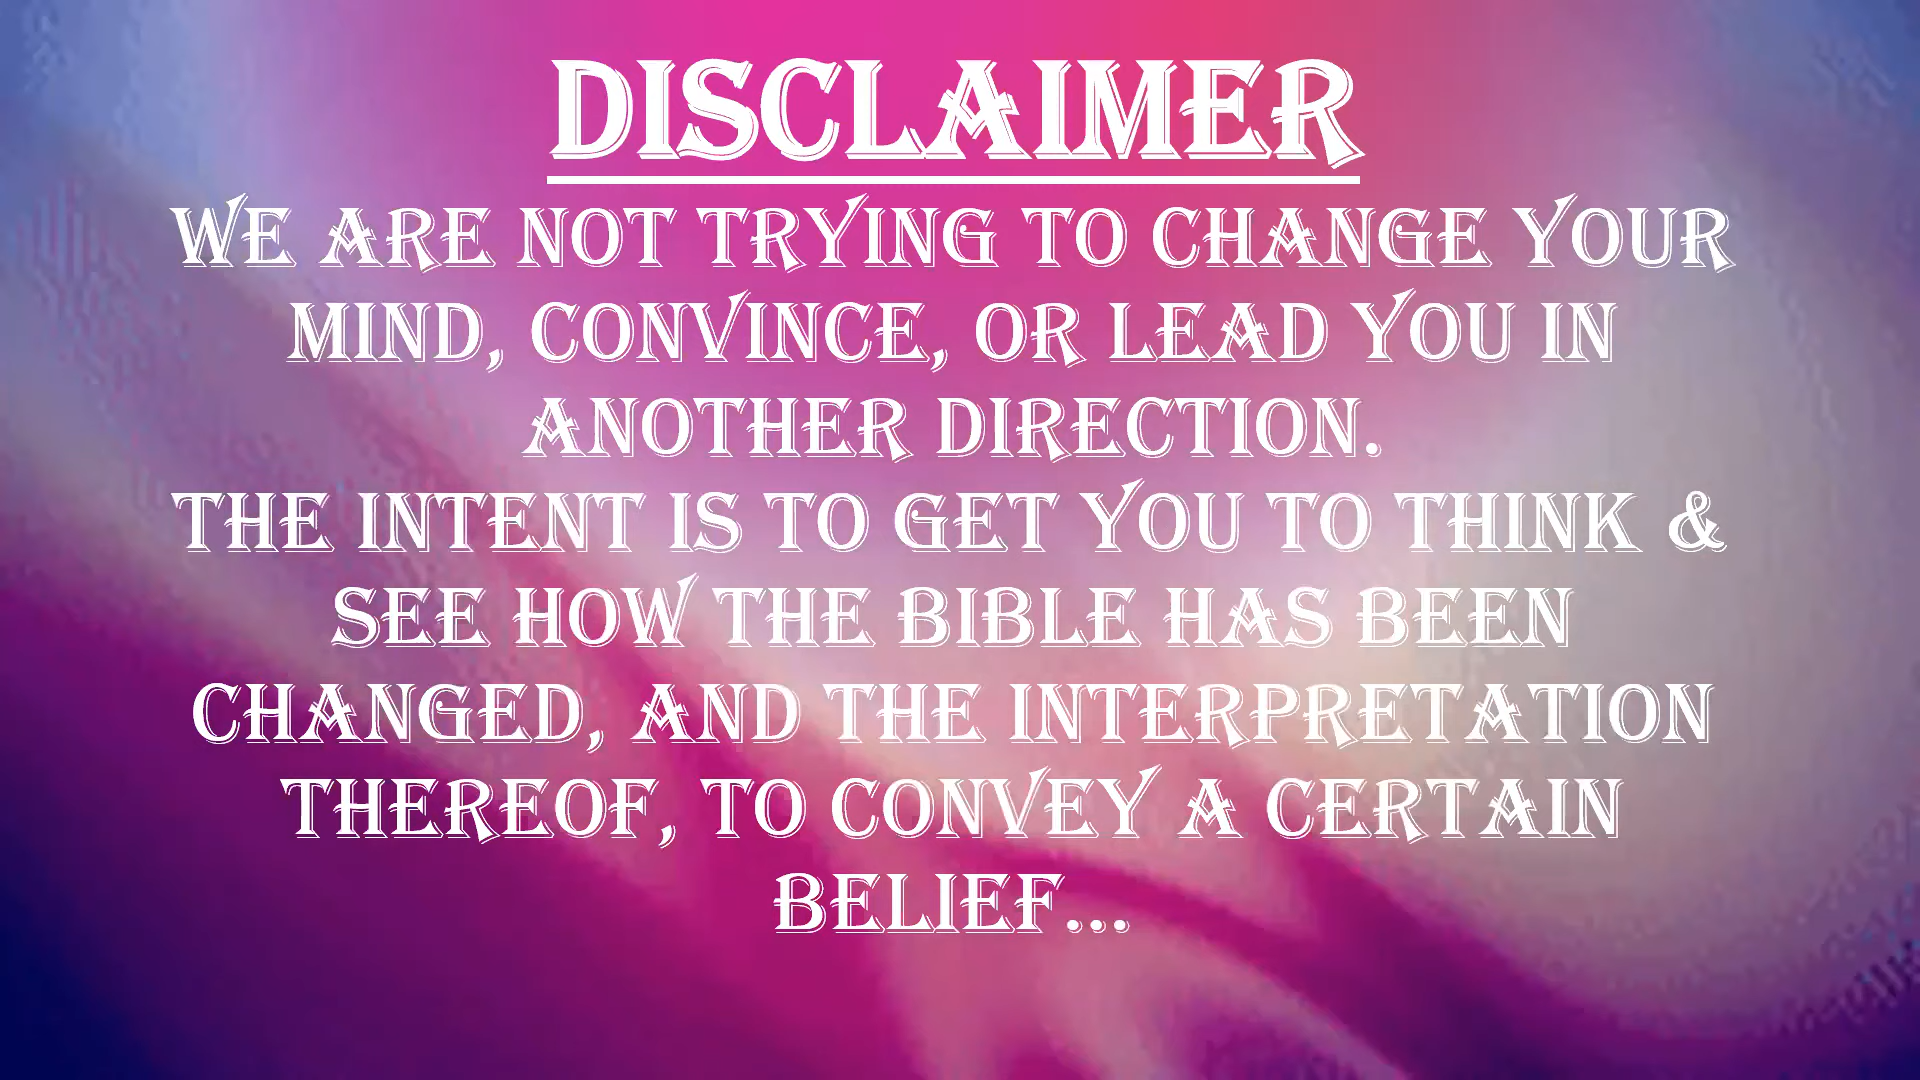 DISCLAIMER
WE ARE NOT TRYING TO CHANGE YOUR
MIND, CONVINCE, OR LEAD YOU IN
ANOTHER DIRECTION.
THE INTENT IS TO GET YOU TO THINK &
SEE HOW THE BIBLE HAS BEEN
CHANGED, AND THE INTERPRETATION
THEREOF, TO CONVEY A CERTAIN
BELIEF...